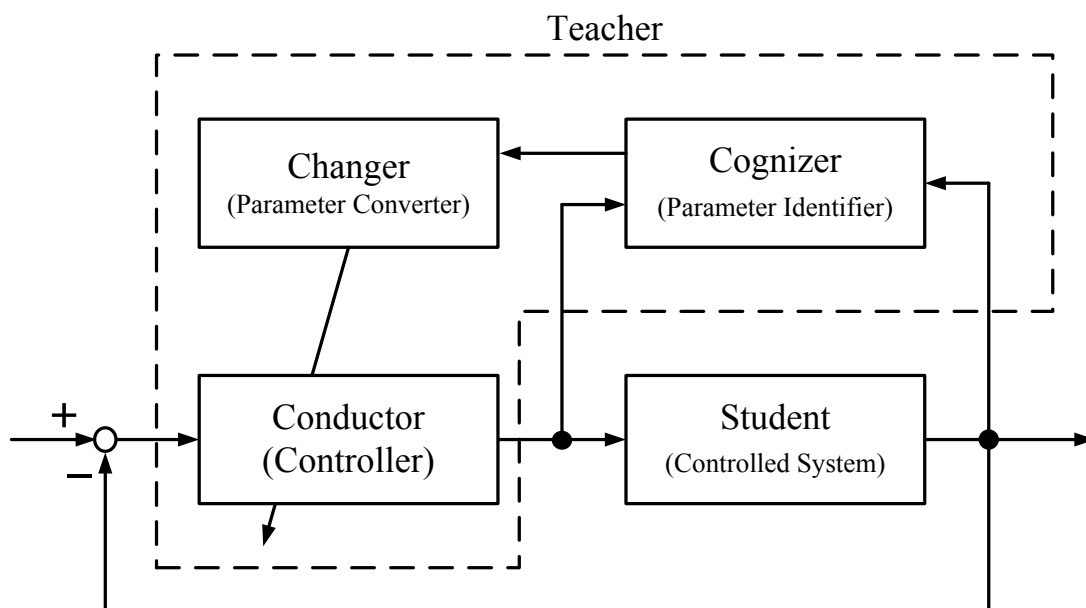 Teacher
Changer
(Parameter Converter)
Cognizer
(Parameter Identifier)
+
−
Conductor
(Controller)
Student
(Controlled System)